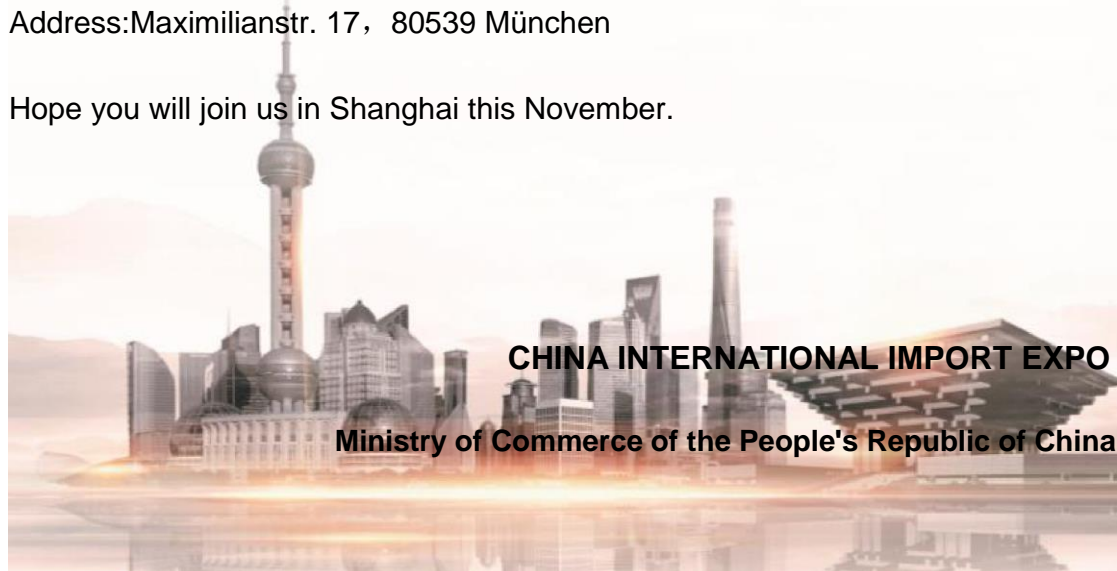 Address:Maximilianstr. 17，80539 München
Hope you will join us in Shanghai this November.
CHINA INTERNATIONAL IMPORT EXPO
Ministry of Commerce of the People's Republic of China